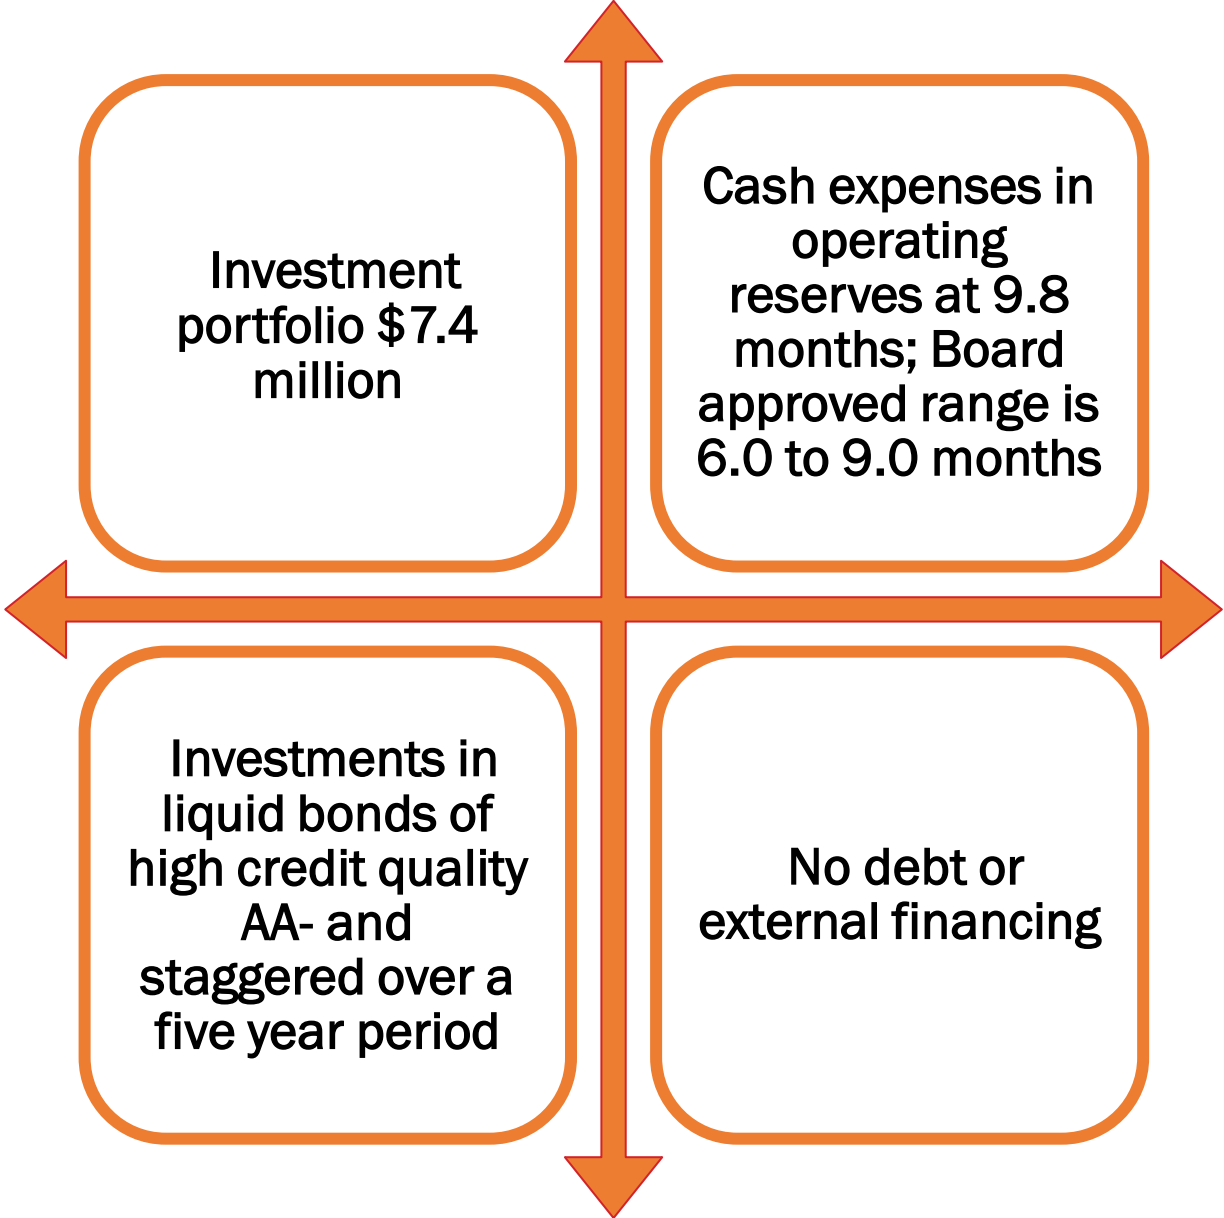 Investment
portfolio $7.4
million
Cash expenses in
operating
reserves at 9.8
months; Board
approved range is
6.0 to 9.0 months
Investments in
liquid bonds of
high credit quality
AA- and
staggered over a
five year period
No debt or
external financing